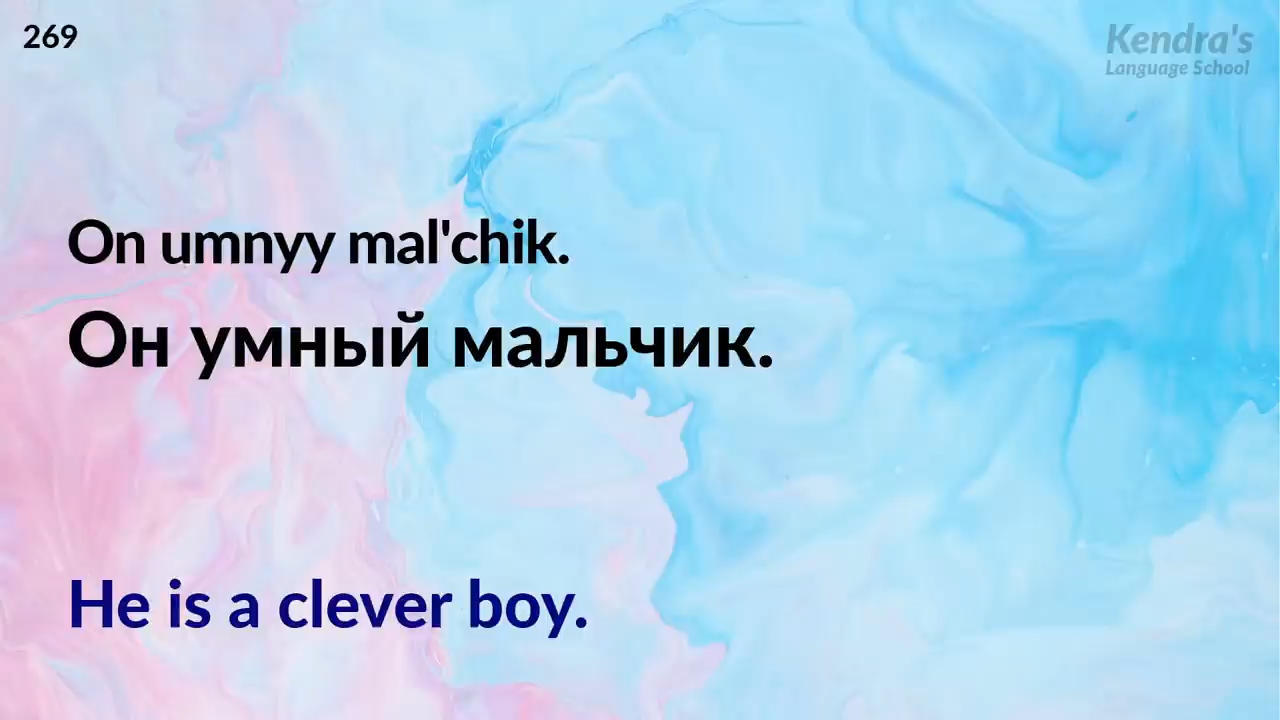 269
Kendra's
Language School
On umnyy mal'chik.
Он умный мальчик.
He is a clever boy.